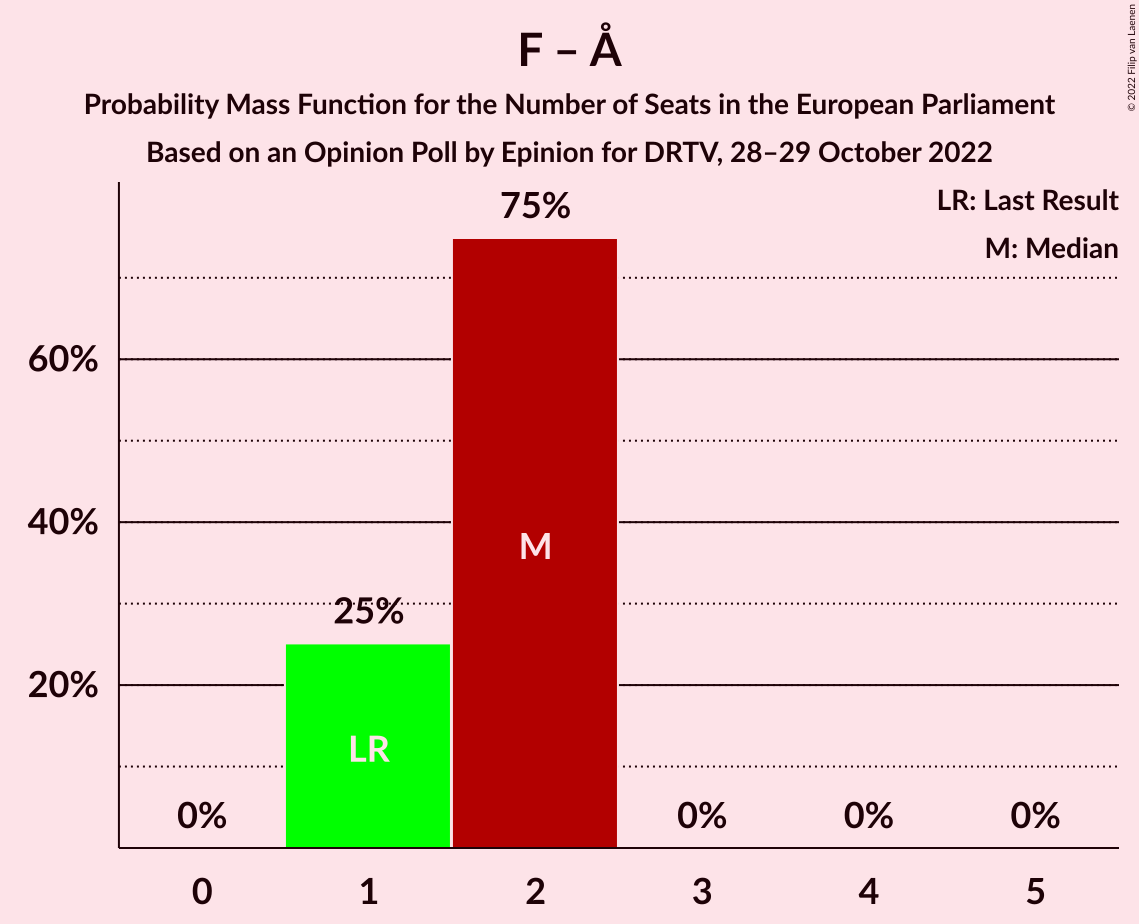 F – Å
Probability Mass Function for the Number of Seats in the European Parliament
Based on an Opinion Poll by Epinion for DRTV, 28–29 October 2022
© 2022 Filip van Laenen
LR: Last Result
M: Median
75%
60%
40%
M
25%
20%
LR
0%
0%
0%
0%
0
1
2
3
4
5